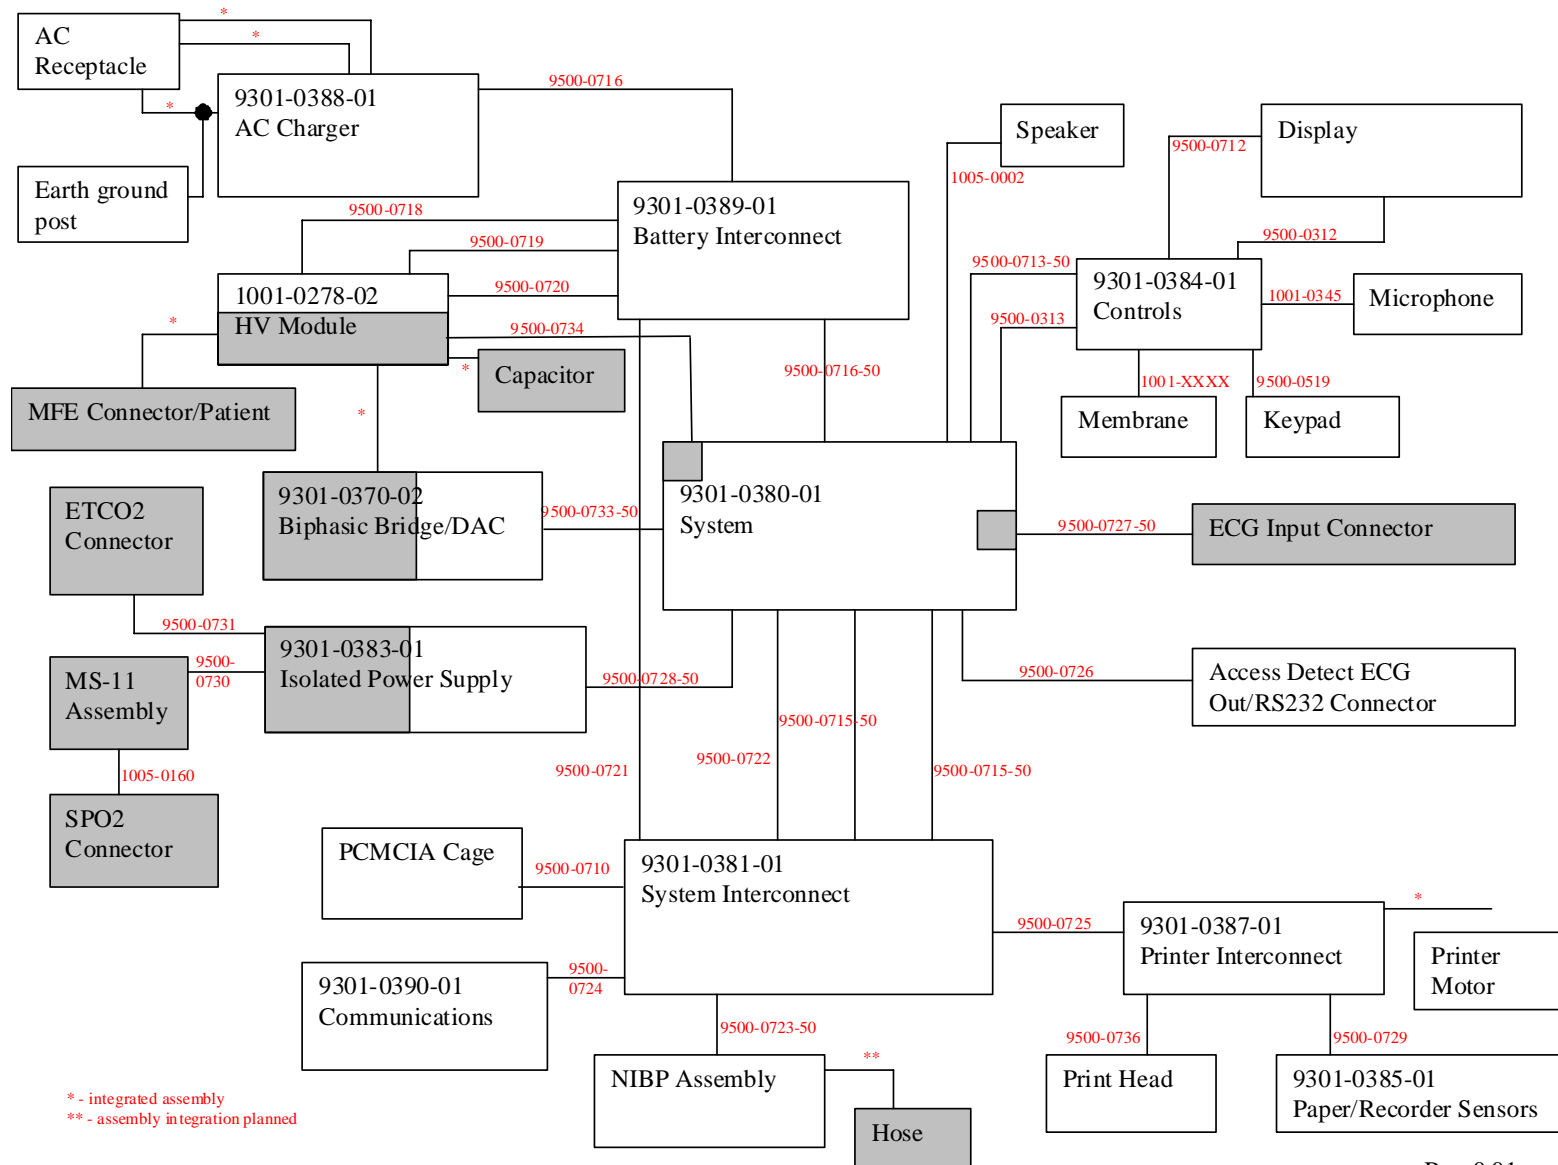 *
AC
Receptacle
*
*
9301-0388-01
AC Charger
9500-0716
Earth ground
post
Speaker
1005-0002
Display
9500-0712
9500-0312
9301-0389-01
Battery Interconnect
9500-0718
9500-0719
9500-0720
9500-0734
1001-0278-02
HV Module
*
*
*
Capacitor
MFE Connector/Patient
9500-0716-50
9500-0713-50
9500-0313
9301-0384-01
Controls
1001-0345
Microphone
1001-XXXX
9500-0519
Membrane
Keypad
ETCO2
Connector
9301-0370-02
Biphasic Bridge/DAC
9500-0733-50
9301-0380-01
System
9500-0727-50
ECG Input Connector
9500-0731
9301-0383-01
Isolated Power Supply
9500-
0730
MS-11
Assembly
9500-0728-50
9500-0726
Access Detect ECG
Out/RS232 Connector
9500-0715-50
9500-0722
9500-0721
9500-0715-50
1005-0160
SPO2
Connector
PCMCIA Cage
9500-0710
9301-0381-01
System Interconnect
9500-0725
9301-0387-01
Printer Interconnect
*
Printer
Motor
9301-0390-01
Communications
9500-
0724
9500-0723-50
NIBP Assembly
**
Hose
9500-0736
9500-0729
Print Head
9301-0385-01
Paper/Recorder Sensors
* - integrated assembly
** - assembly integration planned